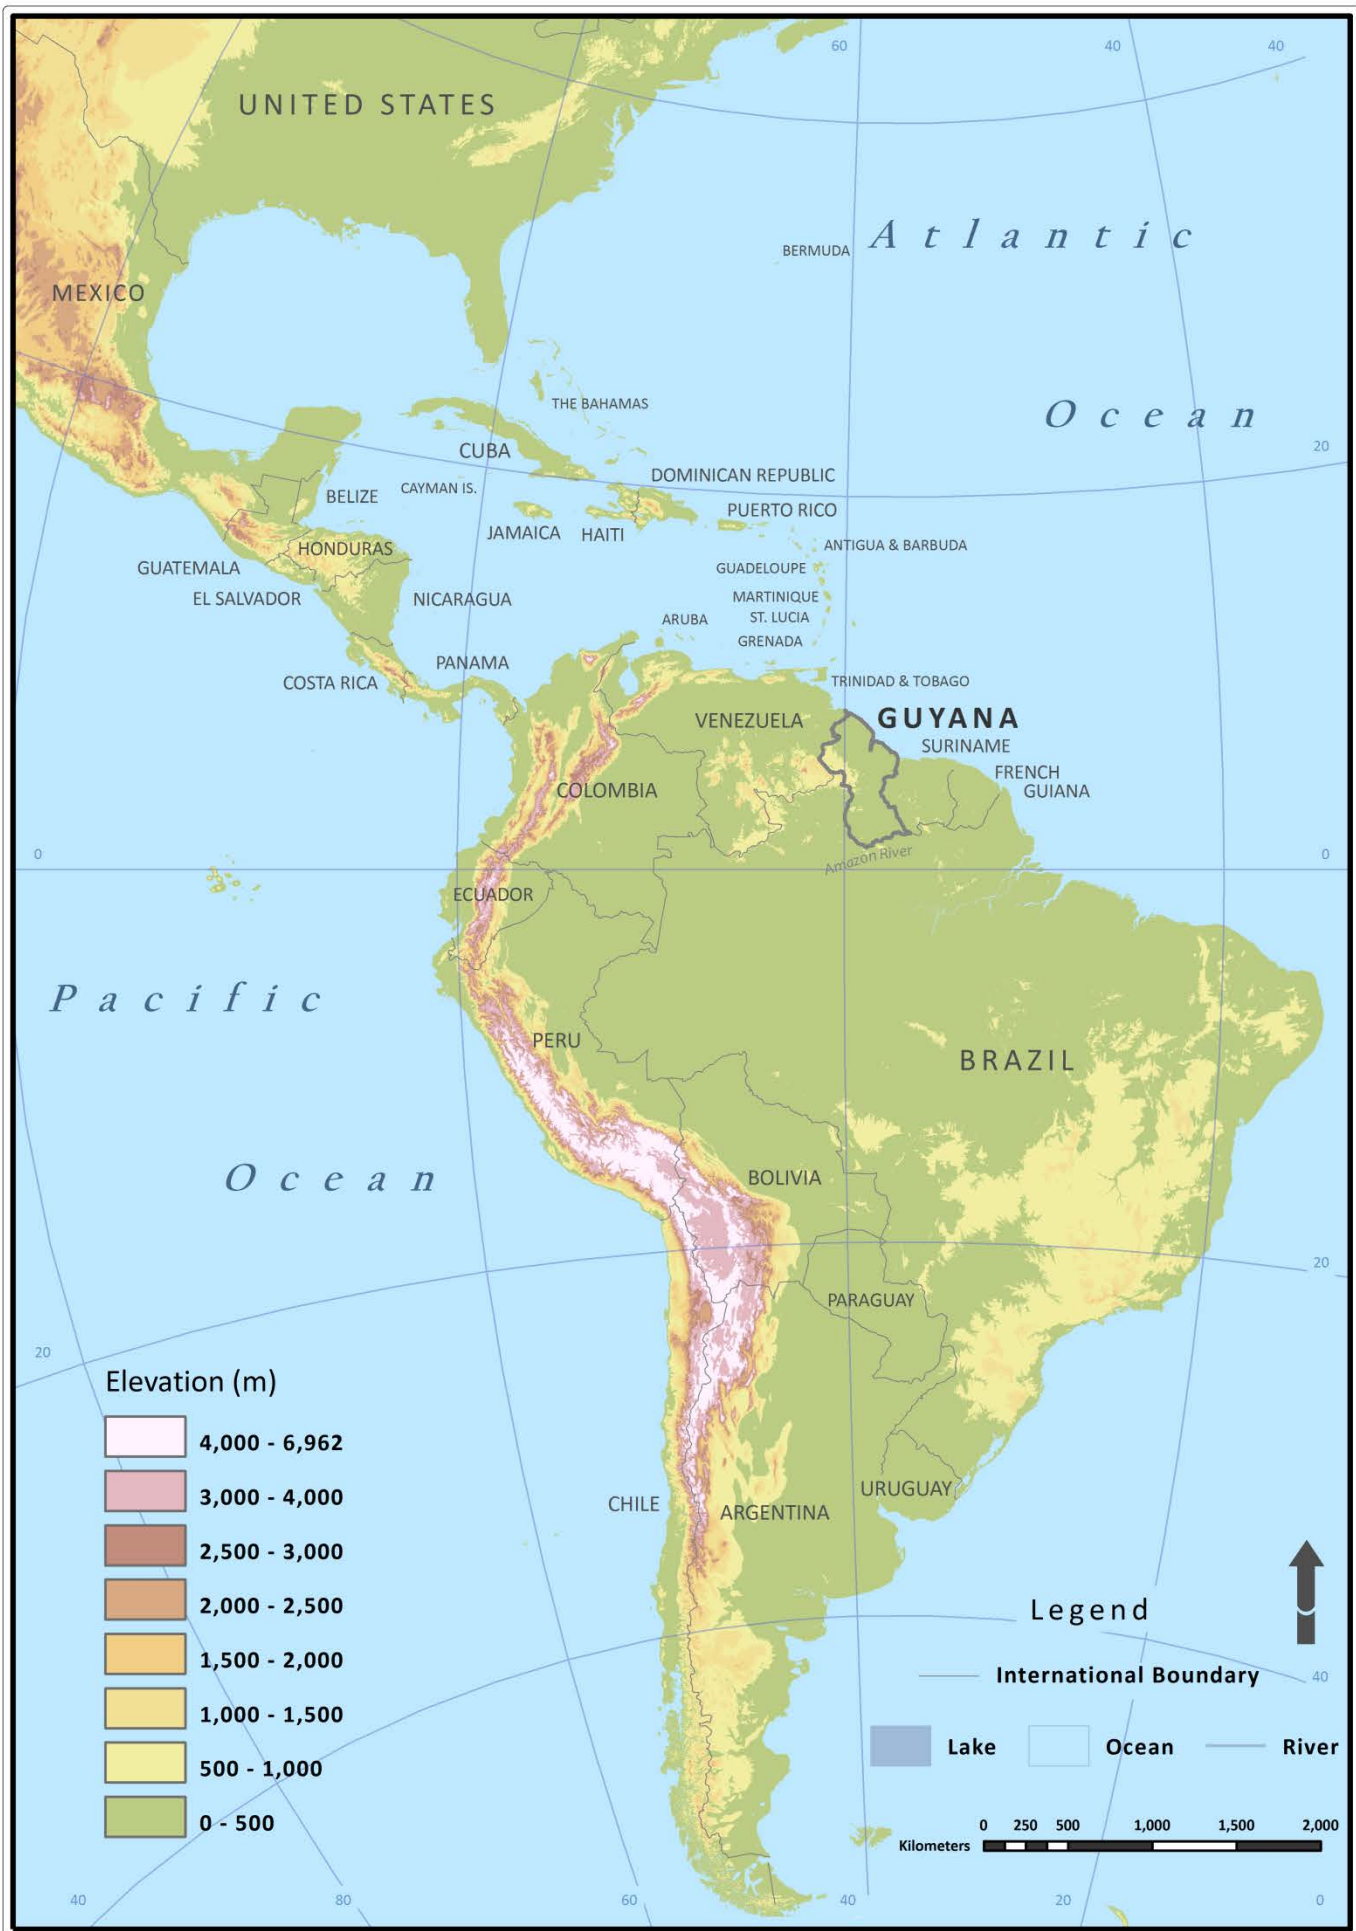 60
40
40
UNITED STATES
BERMUDA
Atlantic
MEXICO
THE BAHAMAS
Ocean
20
CUBA
DOMINICAN REPUBLIC
BELIZE
CAYMAN IS.
PUERTO RICO
JAMAICA
HAITI
ANTIGUA & BARBUDA
HONDURAS
GUATEMALA
GUADELOUPE
EL SALVADOR
NICARAGUA
MARTINIQUE
ST. LUCIA
ARUBA
GRENADA
PANAMA
COSTA RICA
TRINIDAD & TOBAGO
VENEZUELA
GUYANA
SURINAME
FRENCH
GUIANA
COLOMBIA
0
Amazon River
0
ECUADOR
Pacific
PERU
BRAZIL
Ocean
BOLIVIA
20
PARAGUAY
20
Elevation (m)
4,000 - 6,962
3,000 - 4,000
2,500 - 3,000
2,000 - 2,500
1,500 - 2,000
1,000 - 1,500
500 - 1,000
0 - 500
CHILE
ARGENTINA
URUGUAY
Legend
International Boundary
40
Lake
Ocean
River
0 250 500 1,000 1,500 2,000
Kilometers
40
80
60
40
20
0